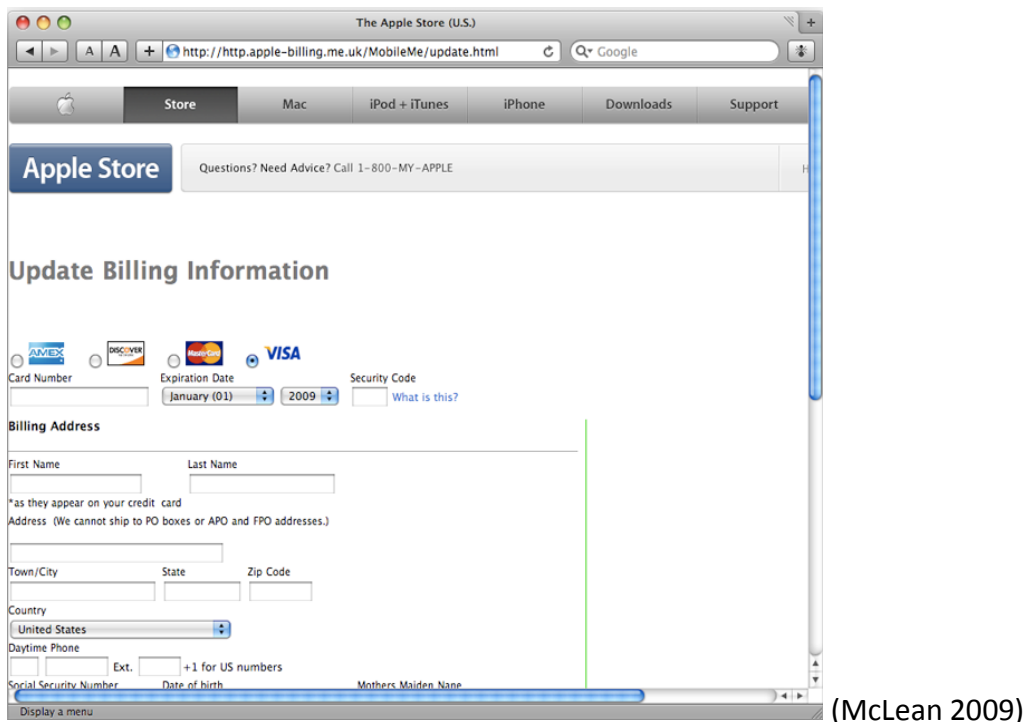 The Apple Store (U.S.)
A A + http://http.apple-billing.me.uk/MobileMe/update.html Google
Store Mac iPod + iTunes iPhone Downloads Support
Apple Store Questions? Need Advice? Call 1-800-MY-APPLE H
Update Billing Information
AMEX DISCOVER MasterCard VISA
Card Number Expiration Date Security Code
January (01) 2009 What is this?
Billing Address
First Name Last Name
*as they appear on your credit card
Address (We cannot ship to PO boxes or APO and FPO addresses.)
Town/City State Zip Code
Country
United States
Daytime Phone
Ext. +1 for US numbers
Social Security Number Date of birth Mothers Maiden Nane
Display a menu
(McLean 2009)